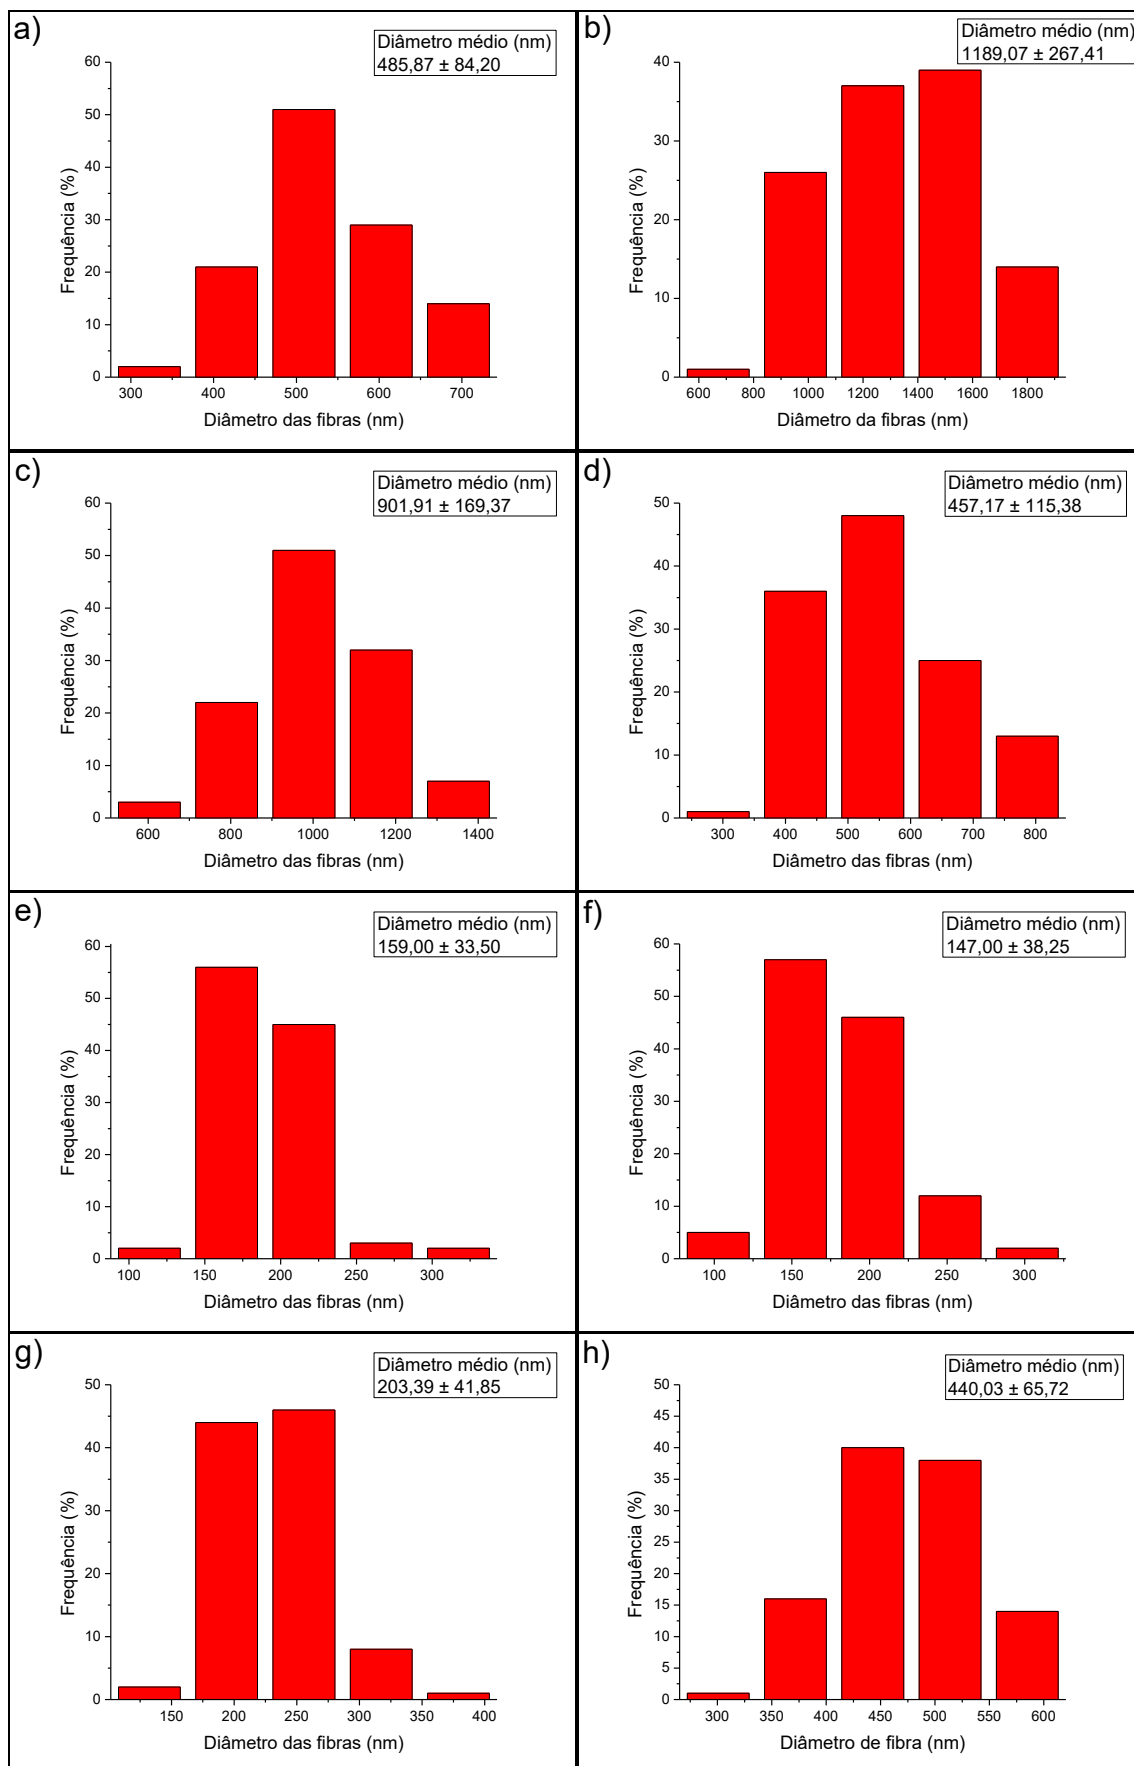 a)
Diâmetro médio (nm)
485,87 ± 84,20
60
50
40
30
20
10
0
Frequência (%)
300 400 500 600 700
Diâmetro das fibras (nm)
b)
Diâmetro médio (nm)
1189,07 ± 267,41
40
30
20
10
0
Frequência (%)
600 800 1000 1200 1400 1600 1800
Diâmetro da fibras (nm)
c)
Diâmetro médio (nm)
901,91 ± 169,37
60
50
40
30
20
10
0
Frequência (%)
600 800 1000 1200 1400
Diâmetro das fibras (nm)
d)
Diâmetro médio (nm)
457,17 ± 115,38
50
40
30
20
10
0
Frequência (%)
300 400 500 600 700 800
Diâmetro da fibras (nm)
e)
Diâmetro médio (nm)
159,00 ± 33,50
60
50
40
30
20
10
0
Frequência (%)
100 150 200 250 300
Diâmetro das fibras (nm)
f)
Diâmetro médio (nm)
147,00 ± 38,25
60
50
40
30
20
10
0
Frequência (%)
100 150 200 250 300
Diâmetro das fibras (nm)
g)
Diâmetro médio (nm)
203,39 ± 41,85
50
40
30
20
10
0
Frequência (%)
150 200 250 300 350 400
Diâmetro das fibras (nm)
h)
Diâmetro médio (nm)
440,03 ± 65,72
50
45
40
35
30
25
20
15
10
5
0
Frequência (%)
300 350 400 450 500 550 600
Diâmetro de fibra (nm)